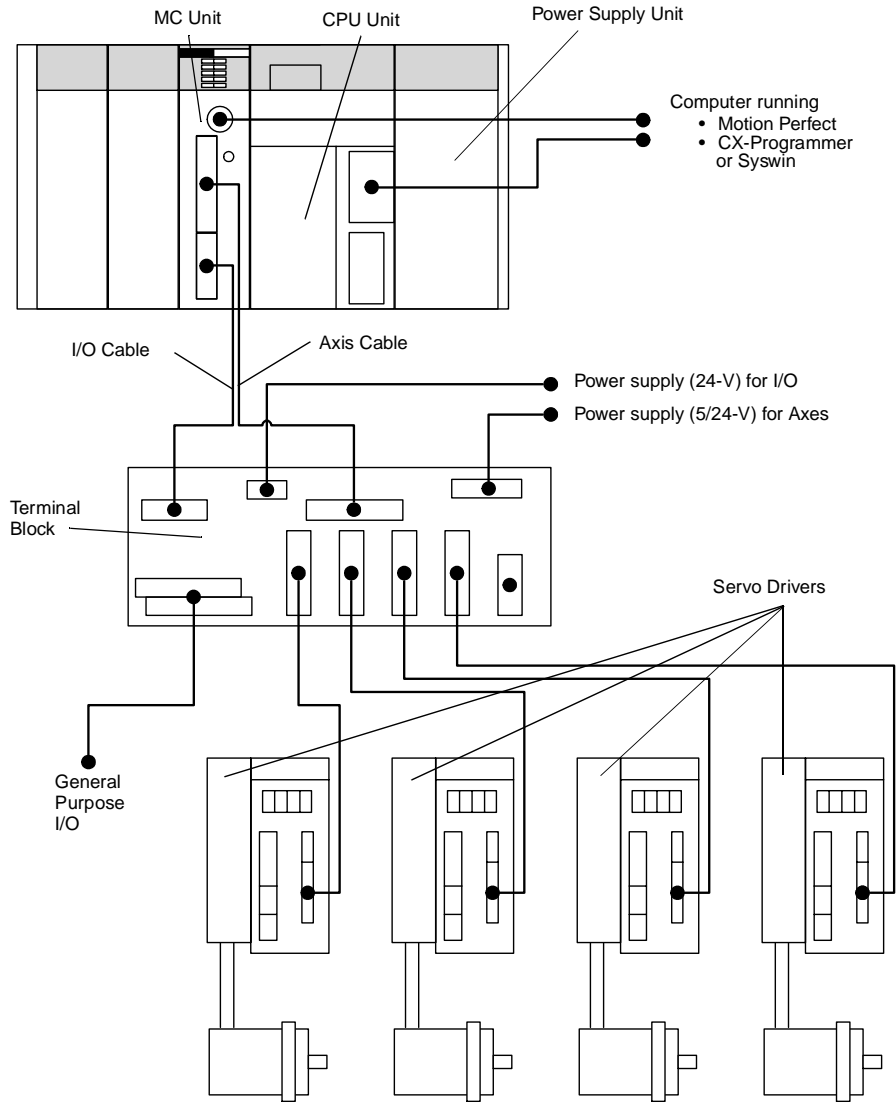 MC Unit
CPU Unit
Power Supply Unit
Computer running
• Motion Perfect
• CX-Programmer
or Syswin
I/O Cable
Axis Cable
Power supply (24-V) for I/O
Power supply (5/24-V) for Axes
Terminal
Block
Servo Drivers
General
Purpose
I/O